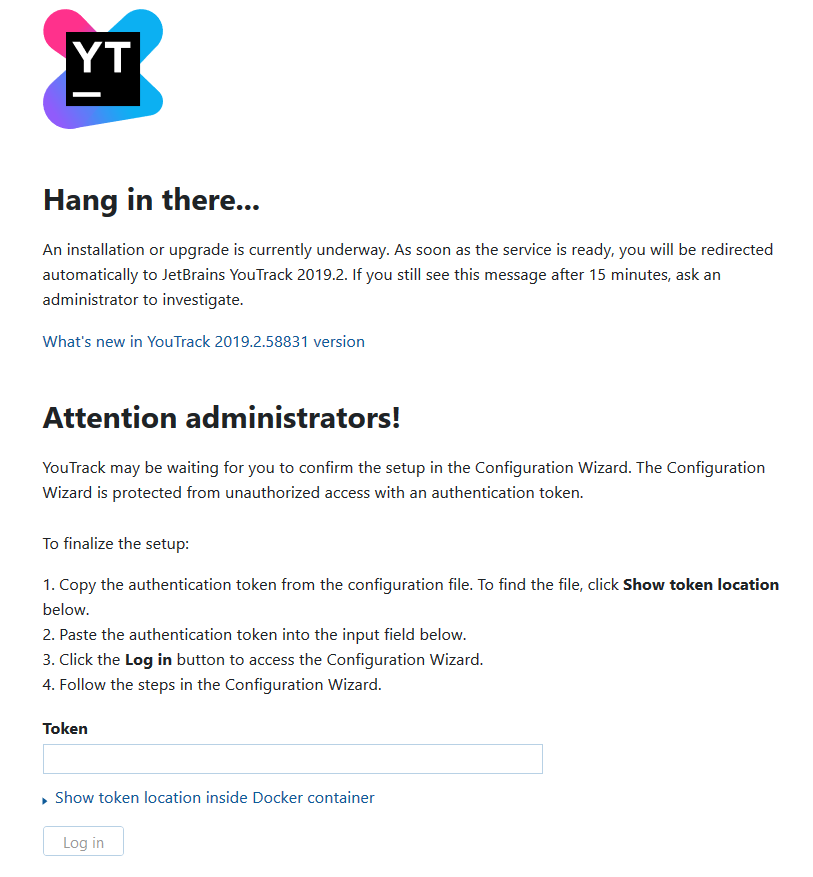 YT
Hang in there...
An installation or upgrade is currently underway. As soon as the service is ready, you will be redirected
automatically to JetBrains YouTrack 2019.2. If you still see this message after 15 minutes, ask an
administrator to investigate.
What's new in YouTrack 2019.2.58831 version
Attention administrators!
YouTrack may be waiting for you to confirm the setup in the Configuration Wizard. The Configuration
Wizard is protected from unauthorized access with an authentication token.
To finalize the setup:
1. Copy the authentication token from the configuration file. To find the file, click Show token location
below.
2. Paste the authentication token into the input field below.
3. Click the Log in button to access the Configuration Wizard.
4. Follow the steps in the Configuration Wizard.
Token
Show token location inside Docker container
Log in